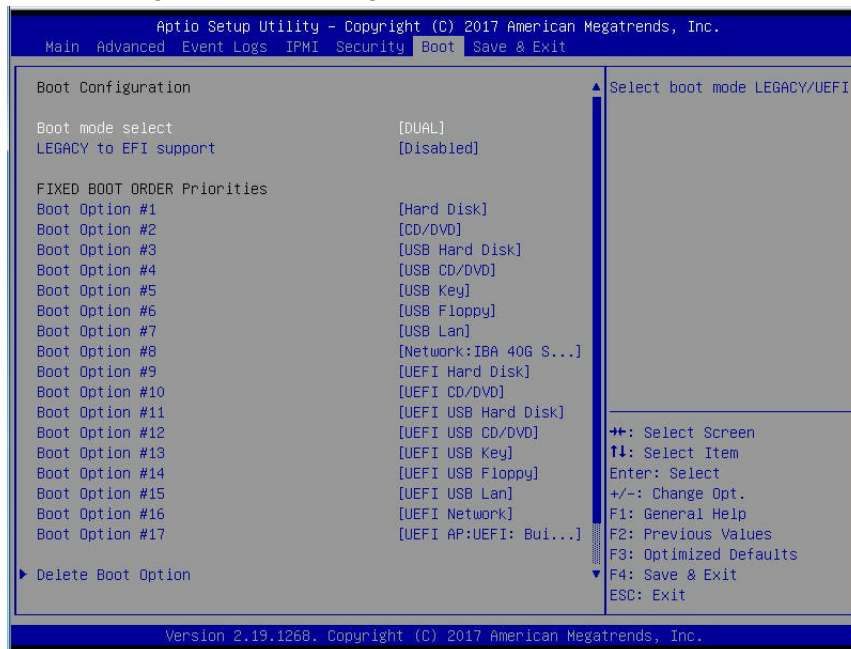 Aptio Setup Utility – Copyright (C) 2017 American Megatrends, Inc.
Main Advanced Event Logs IPMI Security Boot Save & Exit
Boot Configuration
Boot mode select [DUAL]
LEGACY to EFI support [Disabled]
FIXED BOOT ORDER Priorities
Boot Option #1 [Hard Disk]
Boot Option #2 [CD/DVD]
Boot Option #3 [USB Hard Disk]
Boot Option #4 [USB CD/DVD]
Boot Option #5 [USB Key]
Boot Option #6 [USB Floppy]
Boot Option #7 [USB Lan]
Boot Option #8 [Network:IBA 40G S...]
Boot Option #9 [UEFI Hard Disk]
Boot Option #10 [UEFI CD/DVD]
Boot Option #11 [UEFI USB Hard Disk]
Boot Option #12 [UEFI USB CD/DVD]
Boot Option #13 [UEFI USB Key]
Boot Option #14 [UEFI USB Floppy]
Boot Option #15 [UEFI USB Lan]
Boot Option #16 [UEFI Network]
Boot Option #17 [UEFI AP:UEFI: Bui...]
Delete Boot Option
Select boot mode LEGACY/UEFI
→←: Select Screen
↑↓: Select Item
Enter: Select
+/-: Change Opt.
F1: General Help
F2: Previous Values
F3: Optimized Defaults
F4: Save & Exit
ESC: Exit
Version 2.19.1268. Copyright (C) 2017 American Megatrends, Inc.